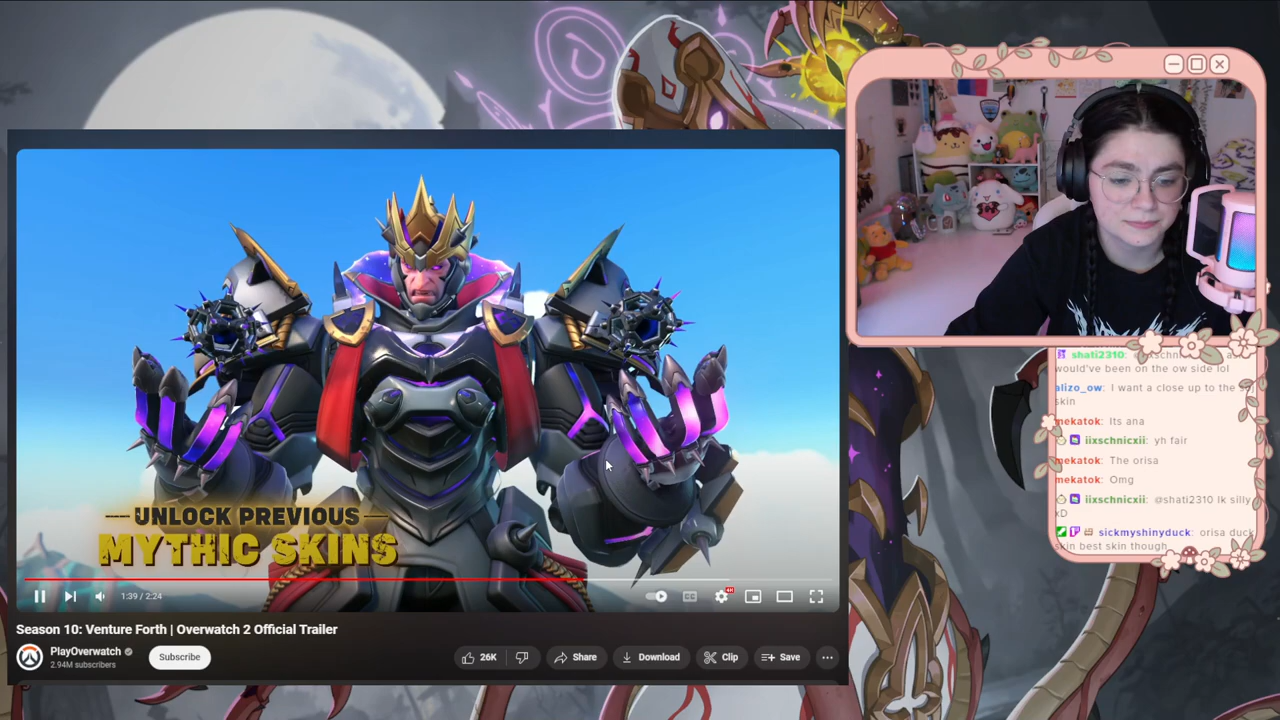 UNLOCK PREVIOUS
MYTHIC SKINS
1:39 / 2:24
CC
Season 10: Venture Forth | Overwatch 2 Official Trailer
PlayOverwatch
2.94M subscribers
Subscribe
26K
Share
Download
Clip
Save
shati2310:
would've been on the ow side lol
alizo_ow: I want a close up to the
skin
mekatok: Its ana
iixschnicxii: yh fair
mekatok: The orisa
mekatok: Omg
iixschnicxii: @shati2310 Ik silly
xD
sickmyshinyduck: orisa duck
skin best skin though